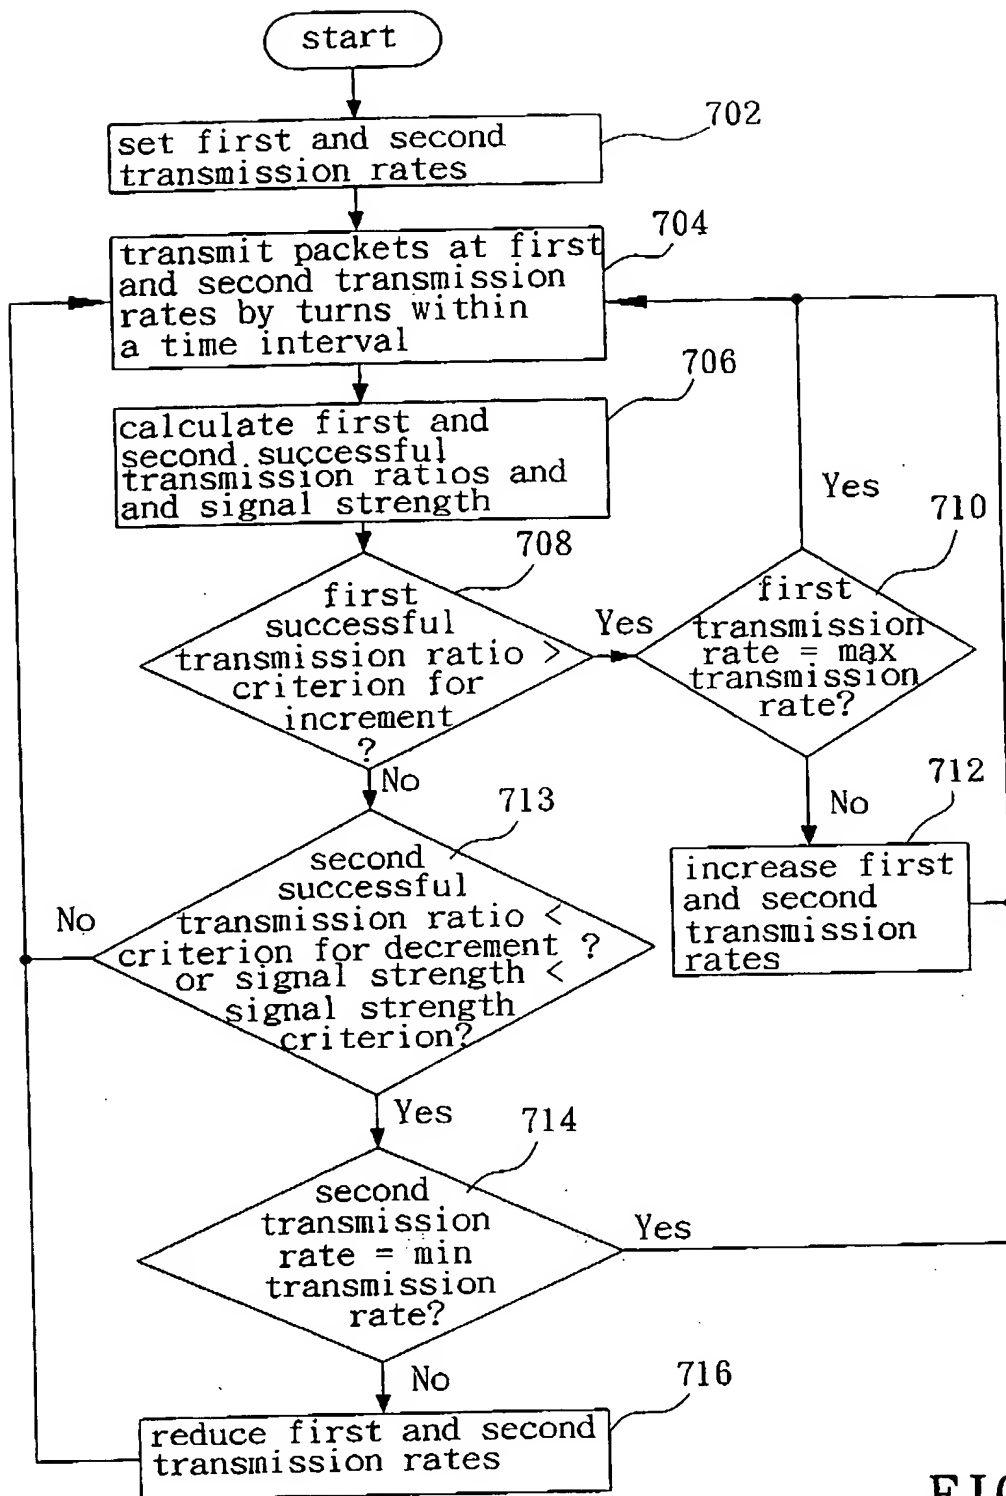 start
702
set first and second
transmission rates
704
transmit packets at first
and second transmission
rates by turns within
a time interval
706
calculate first and
second successful
transmission ratios and
and signal strength
708
first
successful
transmission ratio >
criterion for
increment
?
Yes
710
first
transmission
rate = max
transmission
rate?
Yes
No
712
increase first
and second
transmission
rates
No
713
second
successful
transmission ratio <
criterion for decrement ?
or signal strength <
signal strength
criterion?
No
Yes
714
second
transmission
rate = min
transmission
rate?
Yes
No
716
reduce first and second
transmission rates